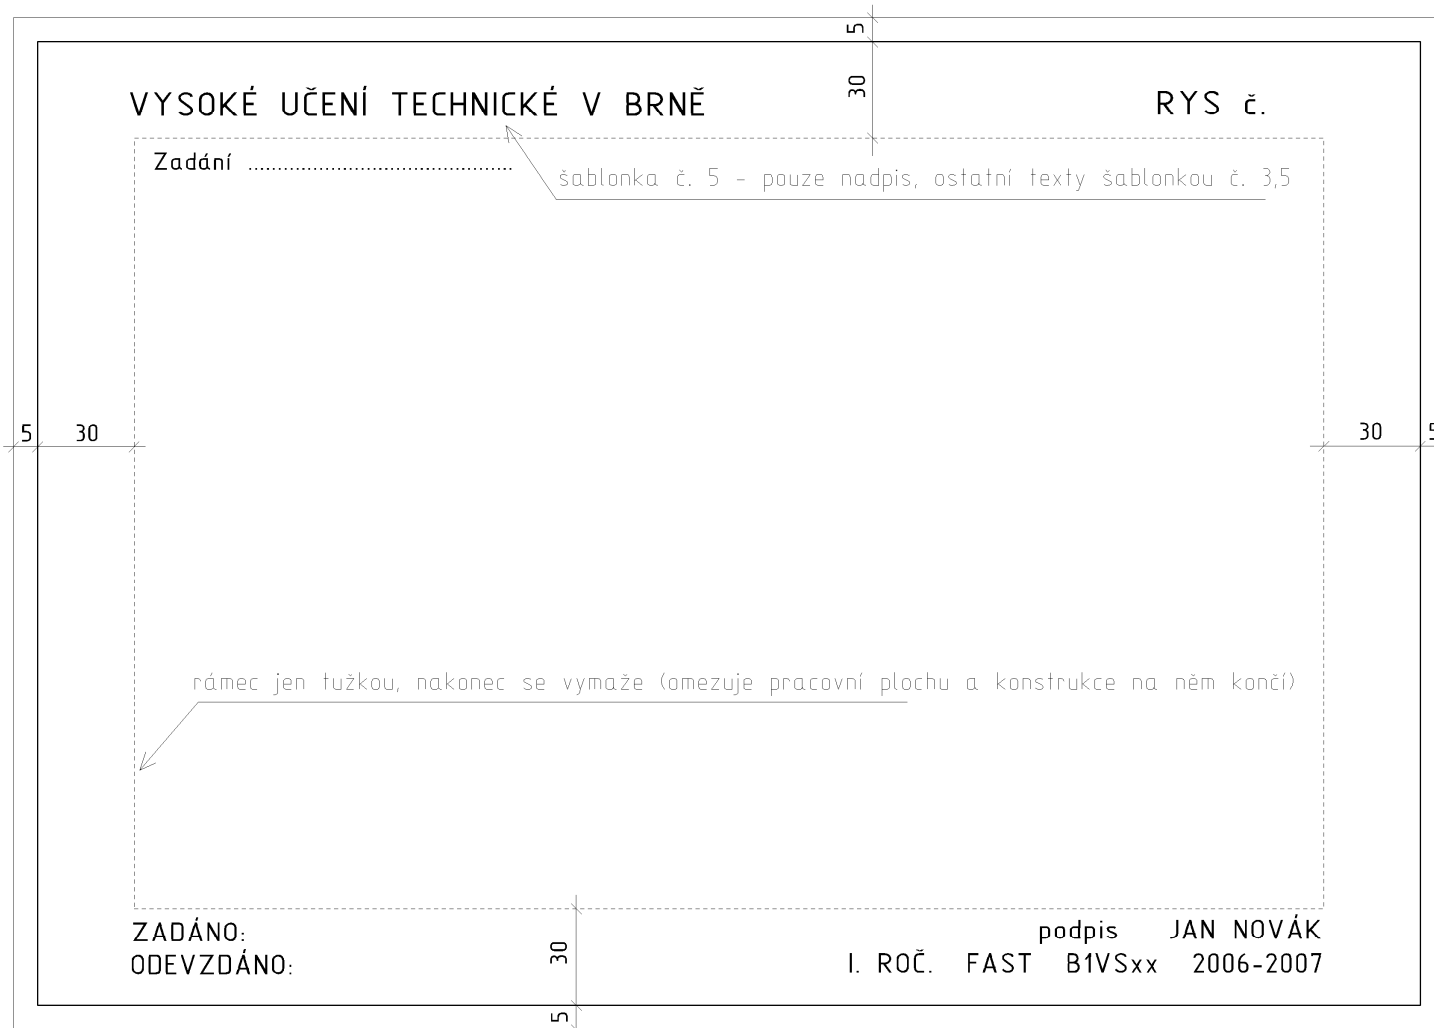 5
30
VYSOKÉ UČENÍ TECHNICKÉ V BRNĚ
RYS č.
Zadání ............................................
šablonka č. 5 - pouze nadpis, ostatní texty šablonkou č. 3,5
5 30
30 5
rámec jen tužkou, nakonec se vymaže (omezuje pracovní plochu a konstrukce na něm končí)
ZADÁNO:
ODEVZDÁNO:
30
5
podpis JAN NOVÁK
I. ROČ. FAST B1VSxx 2006-2007